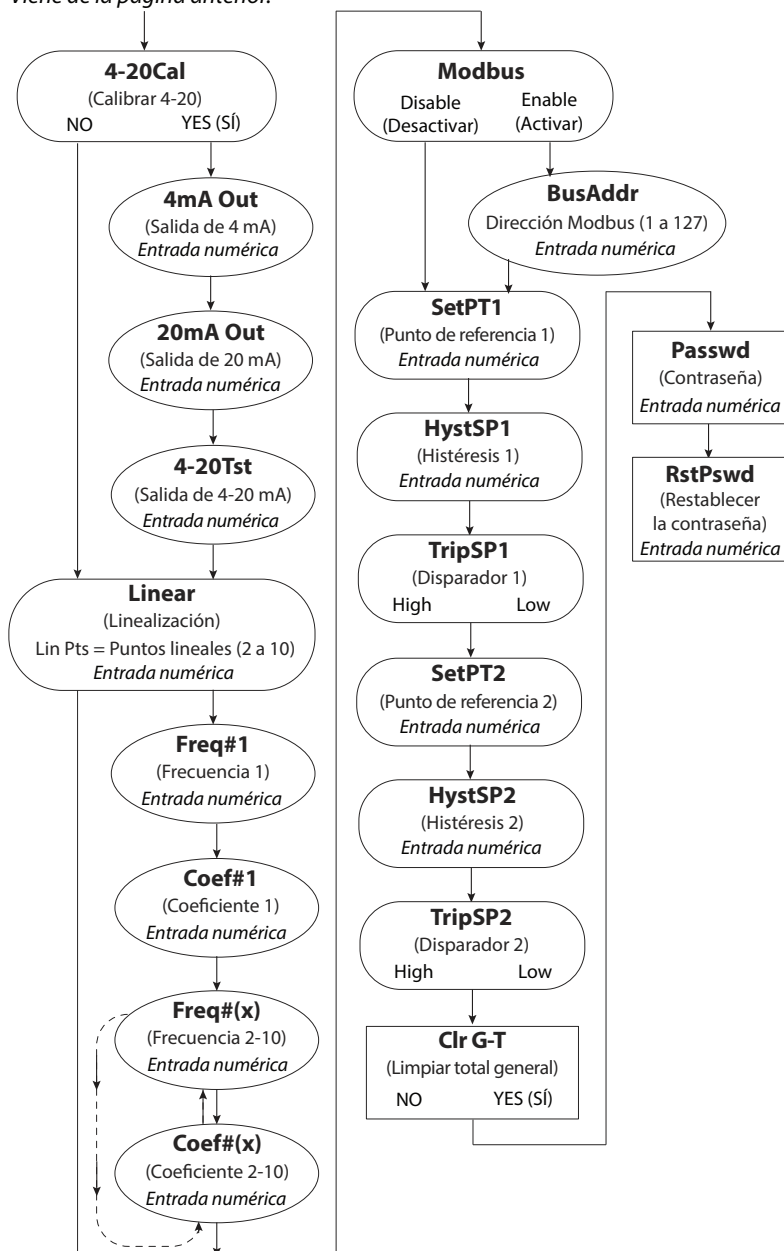 Viene de la página anterior.
4-20Cal
(Calibrar 4-20)
NO YES (SÍ)
4mA Out
(Salida de 4 mA)
Entrada numérica
20mA Out
(Salida de 20 mA)
Entrada numérica
4-20Tst
(Salida de 4-20 mA)
Entrada numérica
Linear
(Linealización)
Lin Pts = Puntos lineales (2 a 10)
Entrada numérica
Freq#1
(Frecuencia 1)
Entrada numérica
Coef#1
(Coeficiente 1)
Entrada numérica
Freq#(x)
(Frecuencia 2-10)
Entrada numérica
Coef#(x)
(Coeficiente 2-10)
Entrada numérica
Modbus
Disable Enable
(Desactivar) (Activar)
BusAddr
Dirección Modbus (1 a 127)
Entrada numérica
SetPT1
(Punto de referencia 1)
Entrada numérica
HystSP1
(Histéresis 1)
Entrada numérica
TripSP1
(Disparador 1)
High Low
SetPT2
(Punto de referencia 2)
Entrada numérica
HystSP2
(Histéresis 2)
Entrada numérica
TripSP2
(Disparador 2)
High Low
Clr G-T
(Limpiar total general)
NO YES (SÍ)
Passwd
(Contraseña)
Entrada numérica
RstPswd
(Restablecer
la contraseña)
Entrada numérica